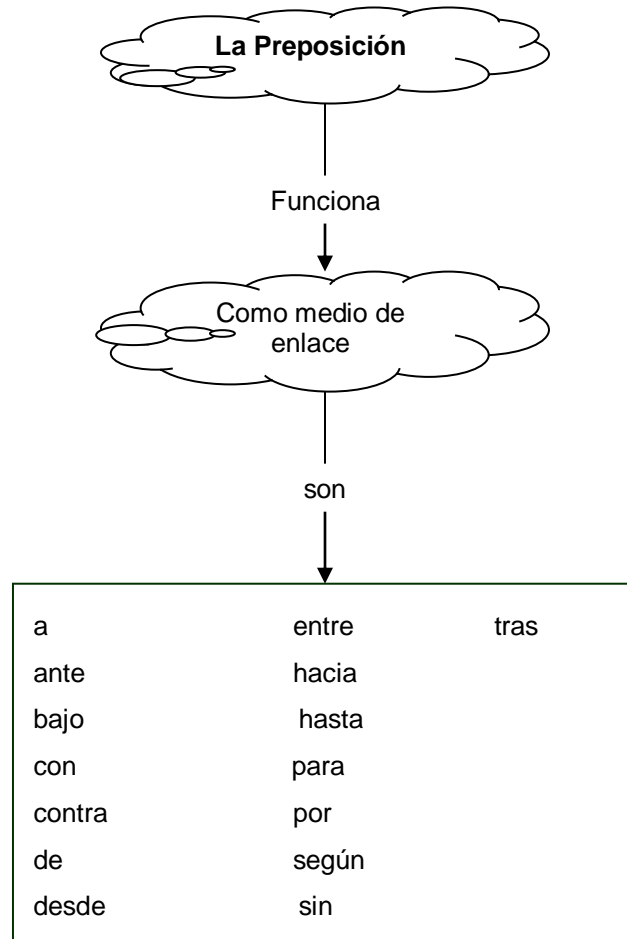 La Preposición
Funciona
Como medio de
enlace
son
a entre tras
ante hacia
bajo hasta
con para
contra por
de según
desde sin